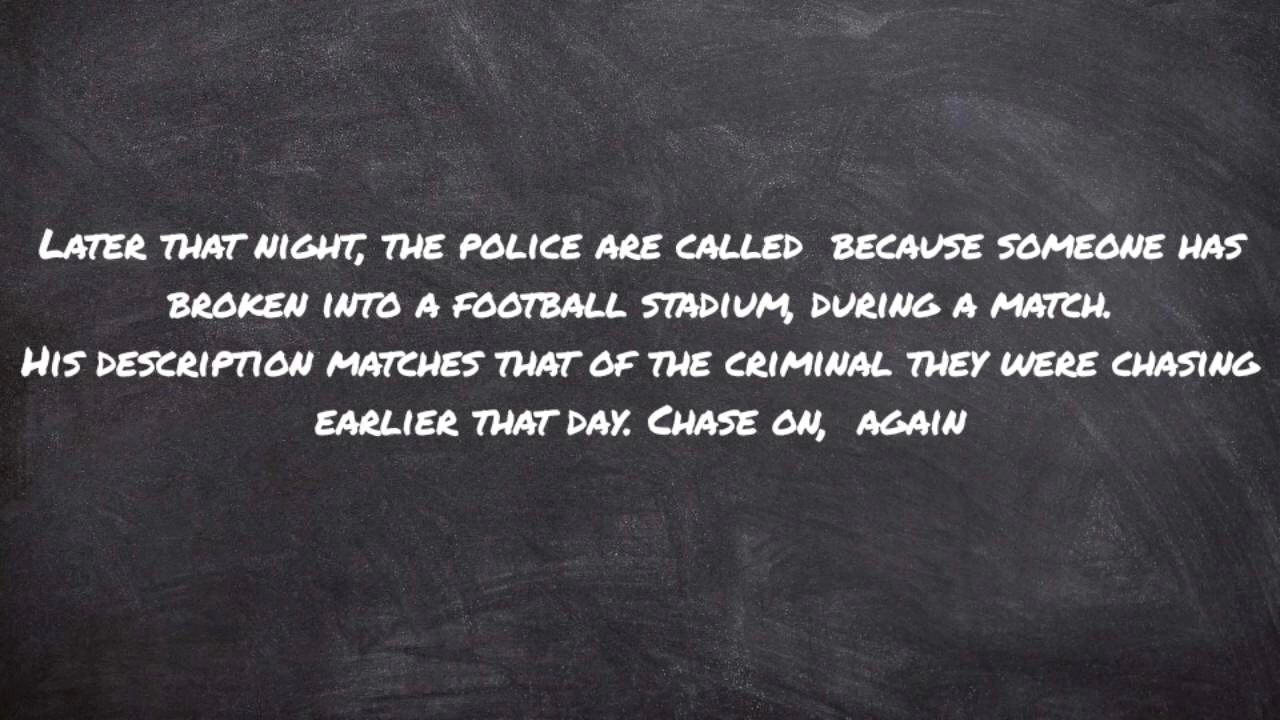 Later that night, the police are called  because someone has
broken into a football stadium, during a match.
His description matches that of the criminal they were chasing
earlier that day. Chase on,  again